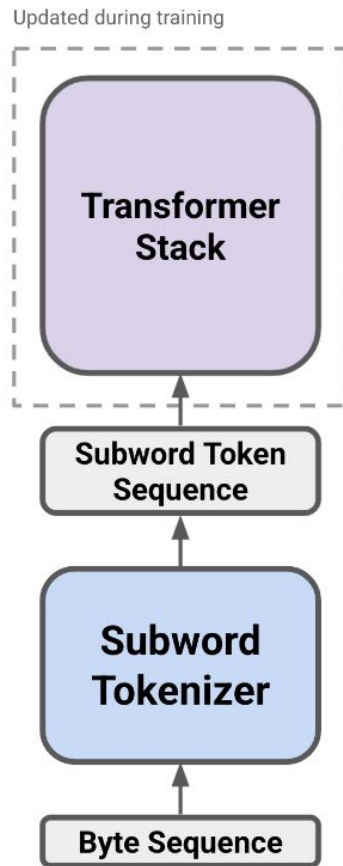 Updated during training
Transformer
Stack
Subword Token
Sequence
Subword
Tokenizer
Byte Sequence